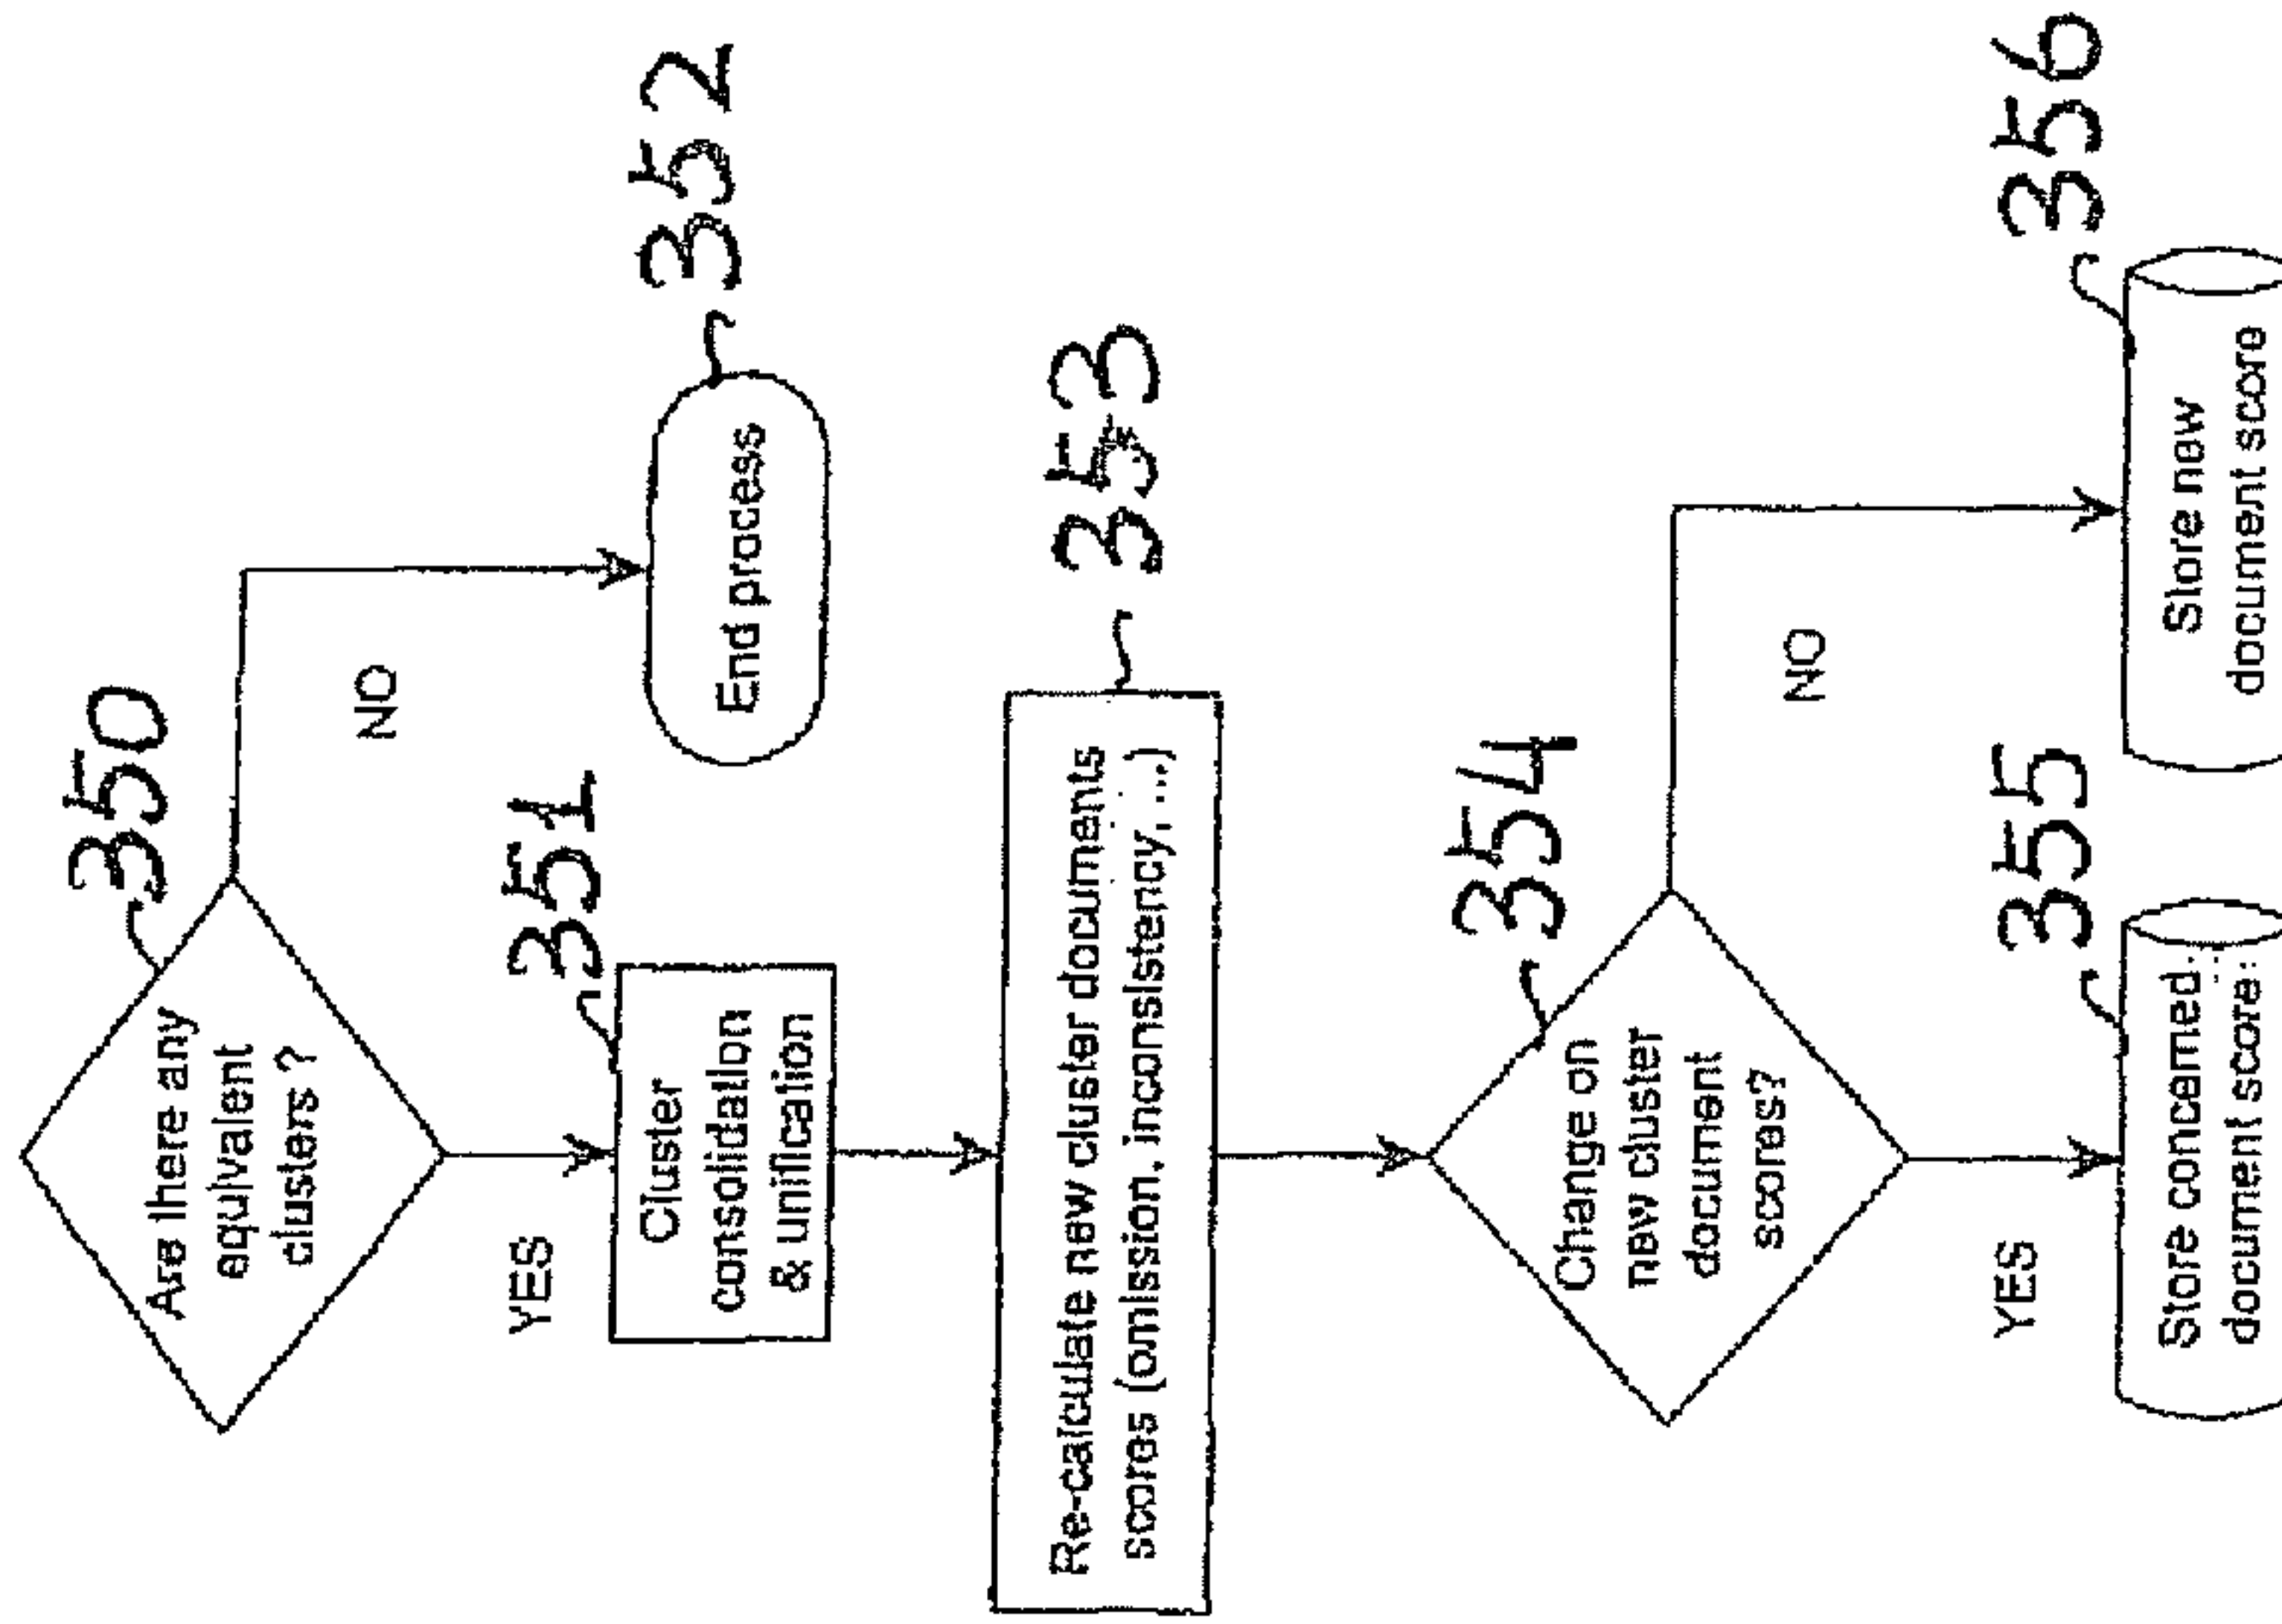 350
Are there any
equivalent
clusters ?
NO
YES
351
Cluster
consolidation
& unification
352
End process
353
Re-calculate new cluster documents
scores (omission, inconsistency, ...)
354
Change on
new cluster
document
scores?
NO
YES
355
Store concerned
document score
356
Store new
document score